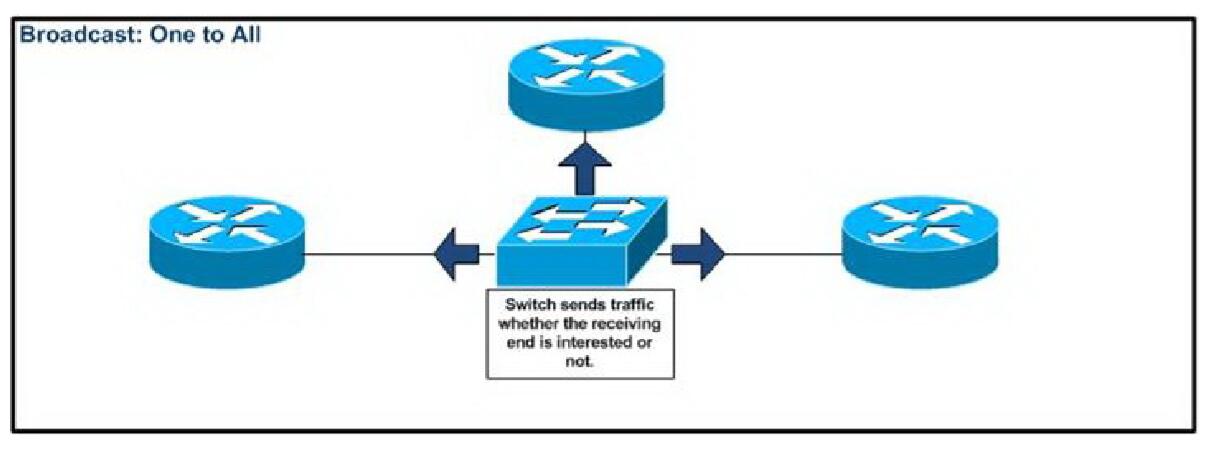 Broadcast: One to All
Switch sends traffic
whether the receiving
end is interested or
not.